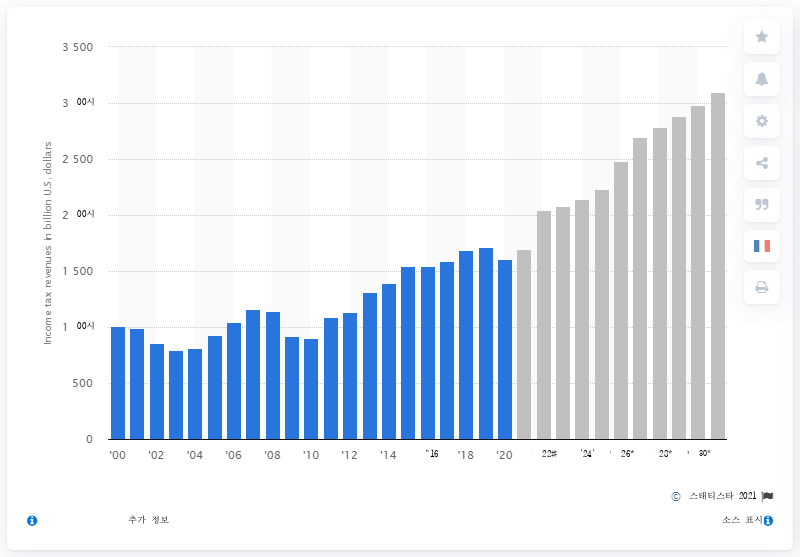 3 500
3 00시
2 500
2 00시
1 500
1 00시
500
0
Income tax revenues in billion U.S. dollars
'00 '02 '04 '06 '08 '10 '12 '14 "16 '18 '20 22# '24' 26* 28* 30*
© 스태티스타 2021
추가 정보
소스 표시